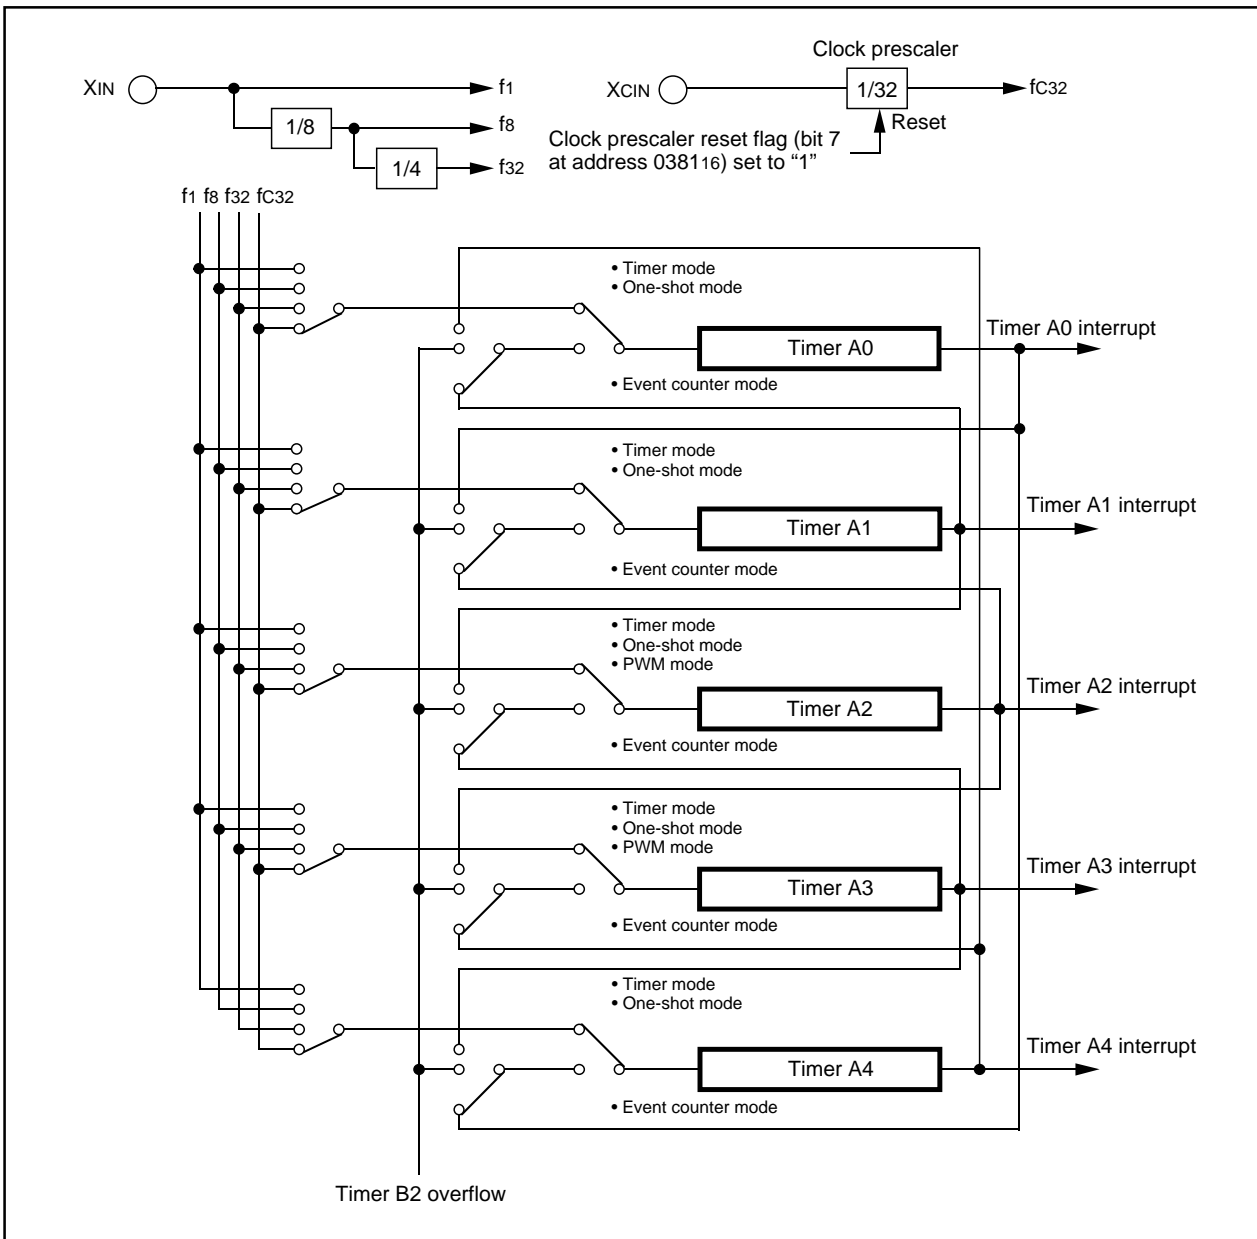 Clock prescaler
XIN
f1
XCIN
1/32
fC32
1/8
f8
Reset
Clock prescaler reset flag (bit 7
at address 038116) set to “1”
1/4
f32
f1 f8 f32 fC32
• Timer mode
• One-shot mode
Timer A0
Timer A0 interrupt
• Event counter mode
• Timer mode
• One-shot mode
Timer A1
Timer A1 interrupt
• Event counter mode
• Timer mode
• One-shot mode
• PWM mode
Timer A2
Timer A2 interrupt
• Event counter mode
• Timer mode
• One-shot mode
• PWM mode
Timer A3
Timer A3 interrupt
• Event counter mode
• Timer mode
• One-shot mode
Timer A4
Timer A4 interrupt
• Event counter mode
Timer B2 overflow